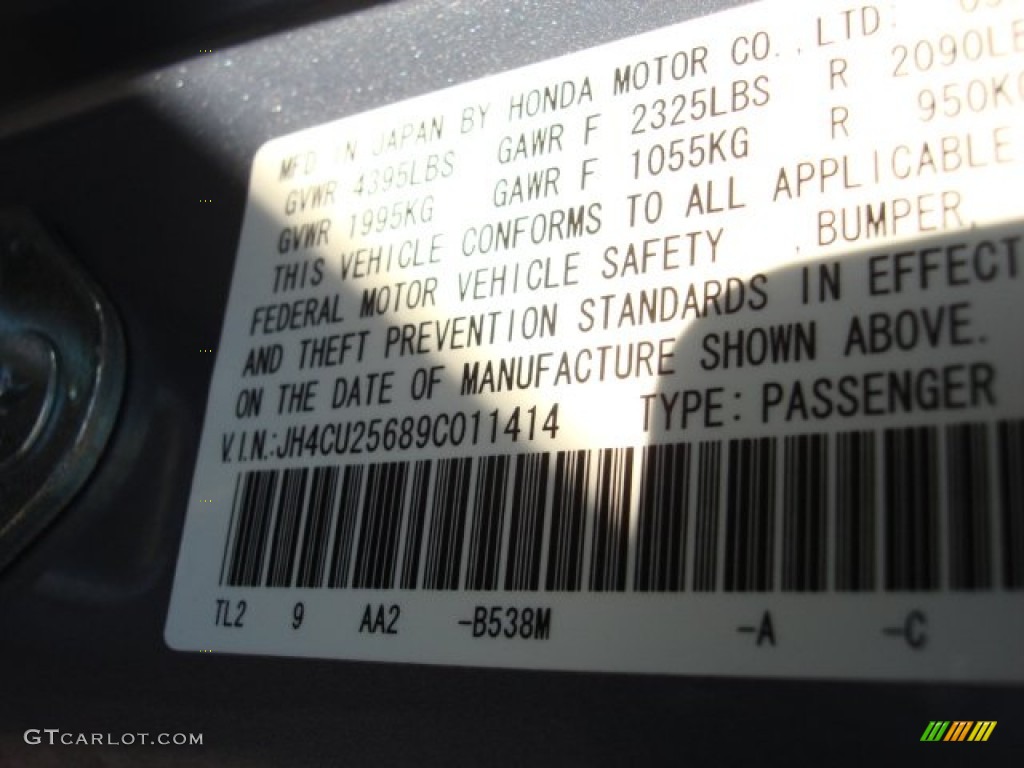 MFD IN JAPAN BY HONDA MOTOR CO., LTD:
GVWR 4395LBS GAWR F 2325LBS R 2090LB
GVWR 1995KG GAWR F 1055KG R 950KG
THIS VEHICLE CONFORMS TO ALL APPLICABLE
FEDERAL MOTOR VEHICLE SAFETY , BUMPER,
AND THEFT PREVENTION STANDARDS IN EFFECT
ON THE DATE OF MANUFACTURE SHOWN ABOVE.
V.I.N.:JH4CU25689C011414 TYPE: PASSENGER
TL2 9 AA2 -B538M -A -C
GTCARLOT.COM